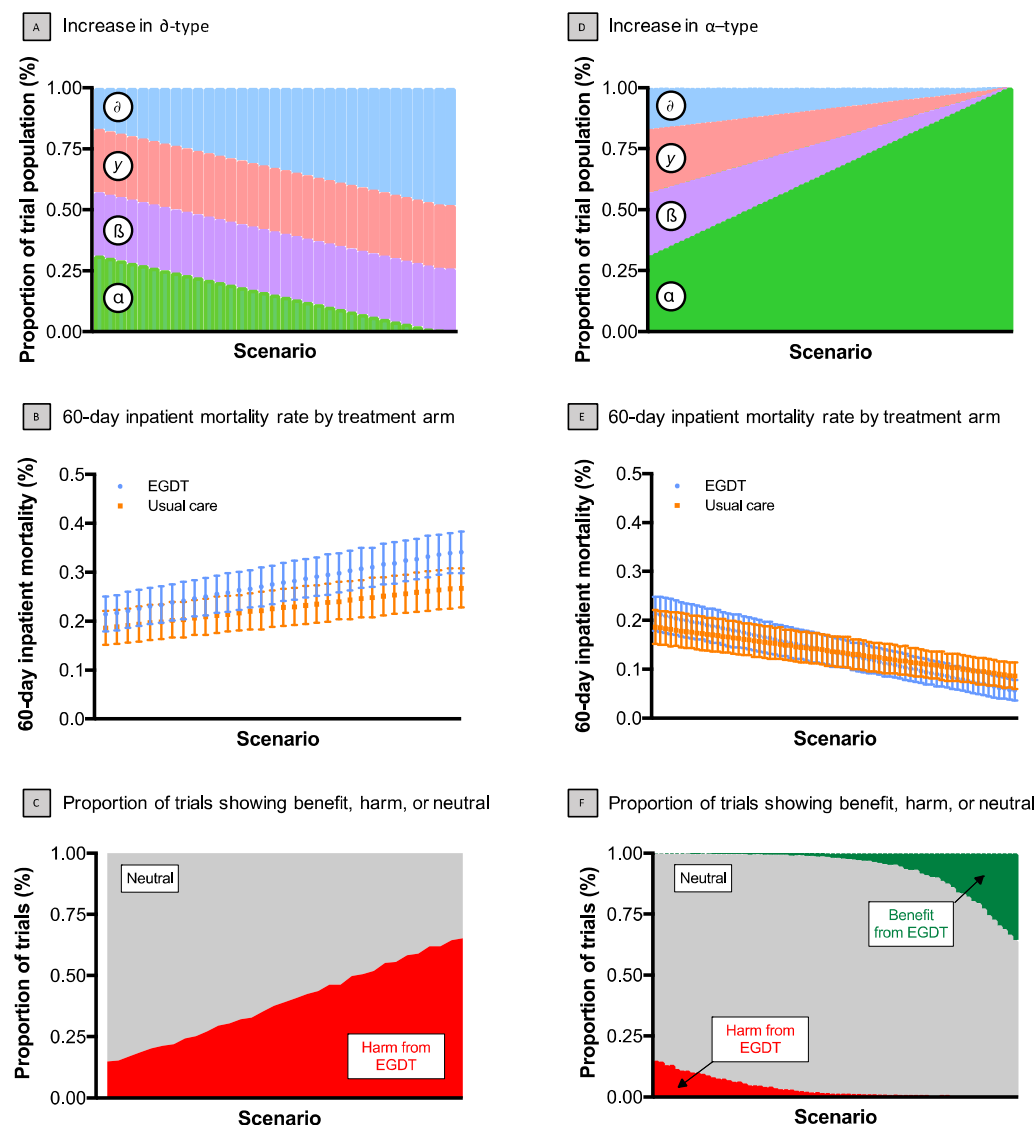 A Increase in ∂-type
Proportion of trial population (%)
1.00
0.75
0.50
0.25
0.00
∂
y
ß
α
Scenario
B 60-day inpatient mortality rate by treatment arm
60-day inpatient mortality (%)
0.5
0.4
0.3
0.2
0.1
0.0
EGDT
Usual care
Scenario
C Proportion of trials showing benefit, harm, or neutral
Proportion of trials (%)
1.00
0.75
0.50
0.25
0.00
Neutral
Harm from
EGDT
Scenario
D Increase in α–type
Proportion of trial population (%)
1.00
0.75
0.50
0.25
0.00
∂
y
ß
α
Scenario
E 60-day inpatient mortality rate by treatment arm
60-day inpatient mortality (%)
0.5
0.4
0.3
0.2
0.1
0.0
EGDT
Usual care
Scenario
F Proportion of trials showing benefit, harm, or neutral
Proportion of trials (%)
1.00
0.75
0.50
0.25
0.00
Neutral
Benefit
from EGDT
Harm from
EGDT
Scenario